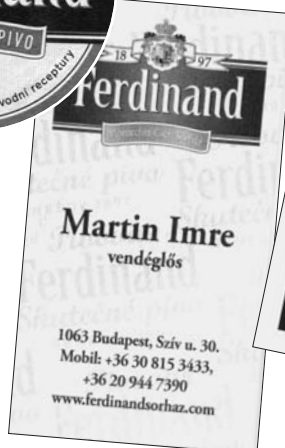 PIVO
vodní receptury
18 97
Ferdinand
Martin Imre
vendéglős
1063 Budapest, Szív u. 30.
Mobil: +36 30 815 3433,
+36 20 944 7390
www.ferdinandsorhaz.com